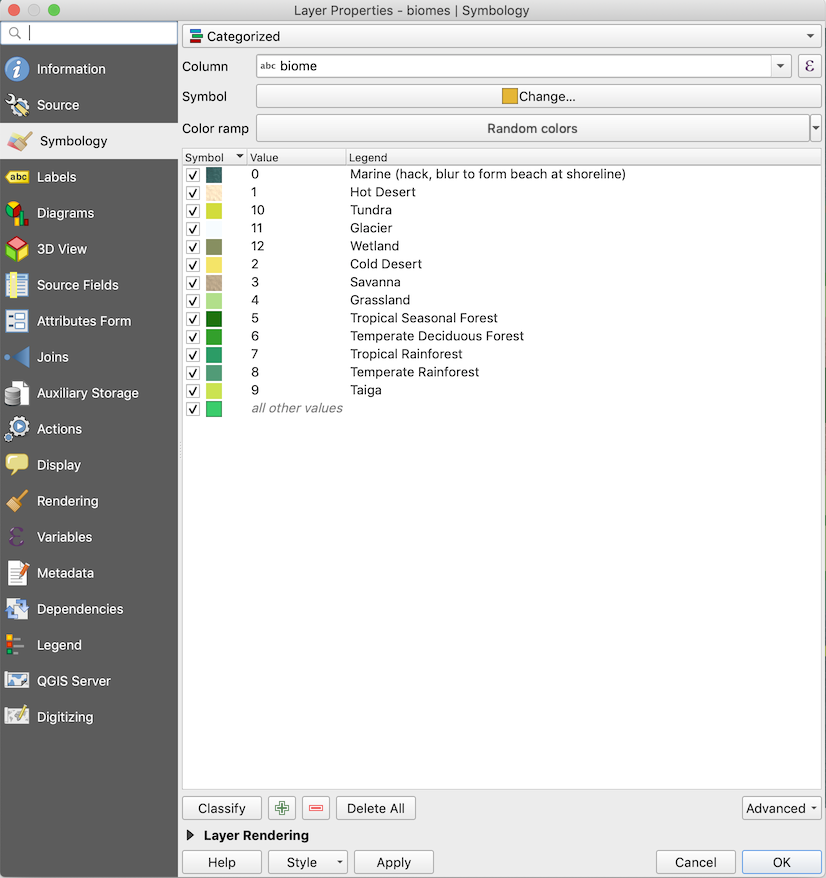 Layer Properties - biomes | Symbology
Information
Source
Symbology
Labels
Diagrams
3D View
Source Fields
Attributes Form
Joins
Auxiliary Storage
Actions
Display
Rendering
Variables
Metadata
Dependencies
Legend
QGIS Server
Digitizing
Categorized
Column abc biome ε
Symbol Change...
Color ramp Random colors
Symbol Value Legend
0 Marine (hack, blur to form beach at shoreline)
1 Hot Desert
10 Tundra
11 Glacier
12 Wetland
2 Cold Desert
3 Savanna
4 Grassland
5 Tropical Seasonal Forest
6 Temperate Deciduous Forest
7 Tropical Rainforest
8 Temperate Rainforest
9 Taiga
all other values
Classify Delete All Advanced
Layer Rendering
Help Style Apply Cancel OK